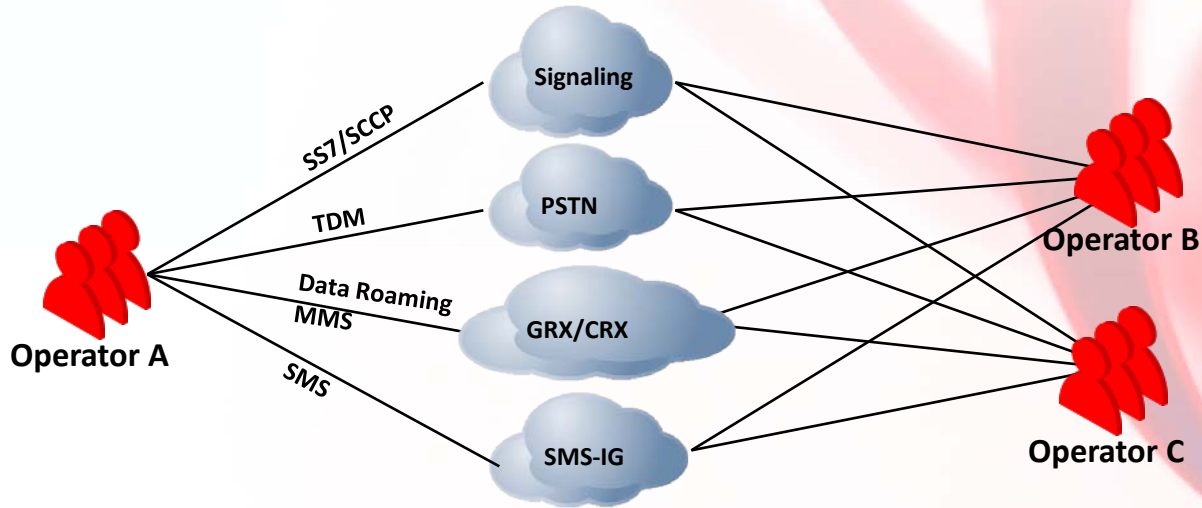 Signaling
SS7/SCCP
PSTN
TDM
Operator B
Data Roaming
MMS
GRX/CRX
Operator A
SMS
SMS-IG
Operator C